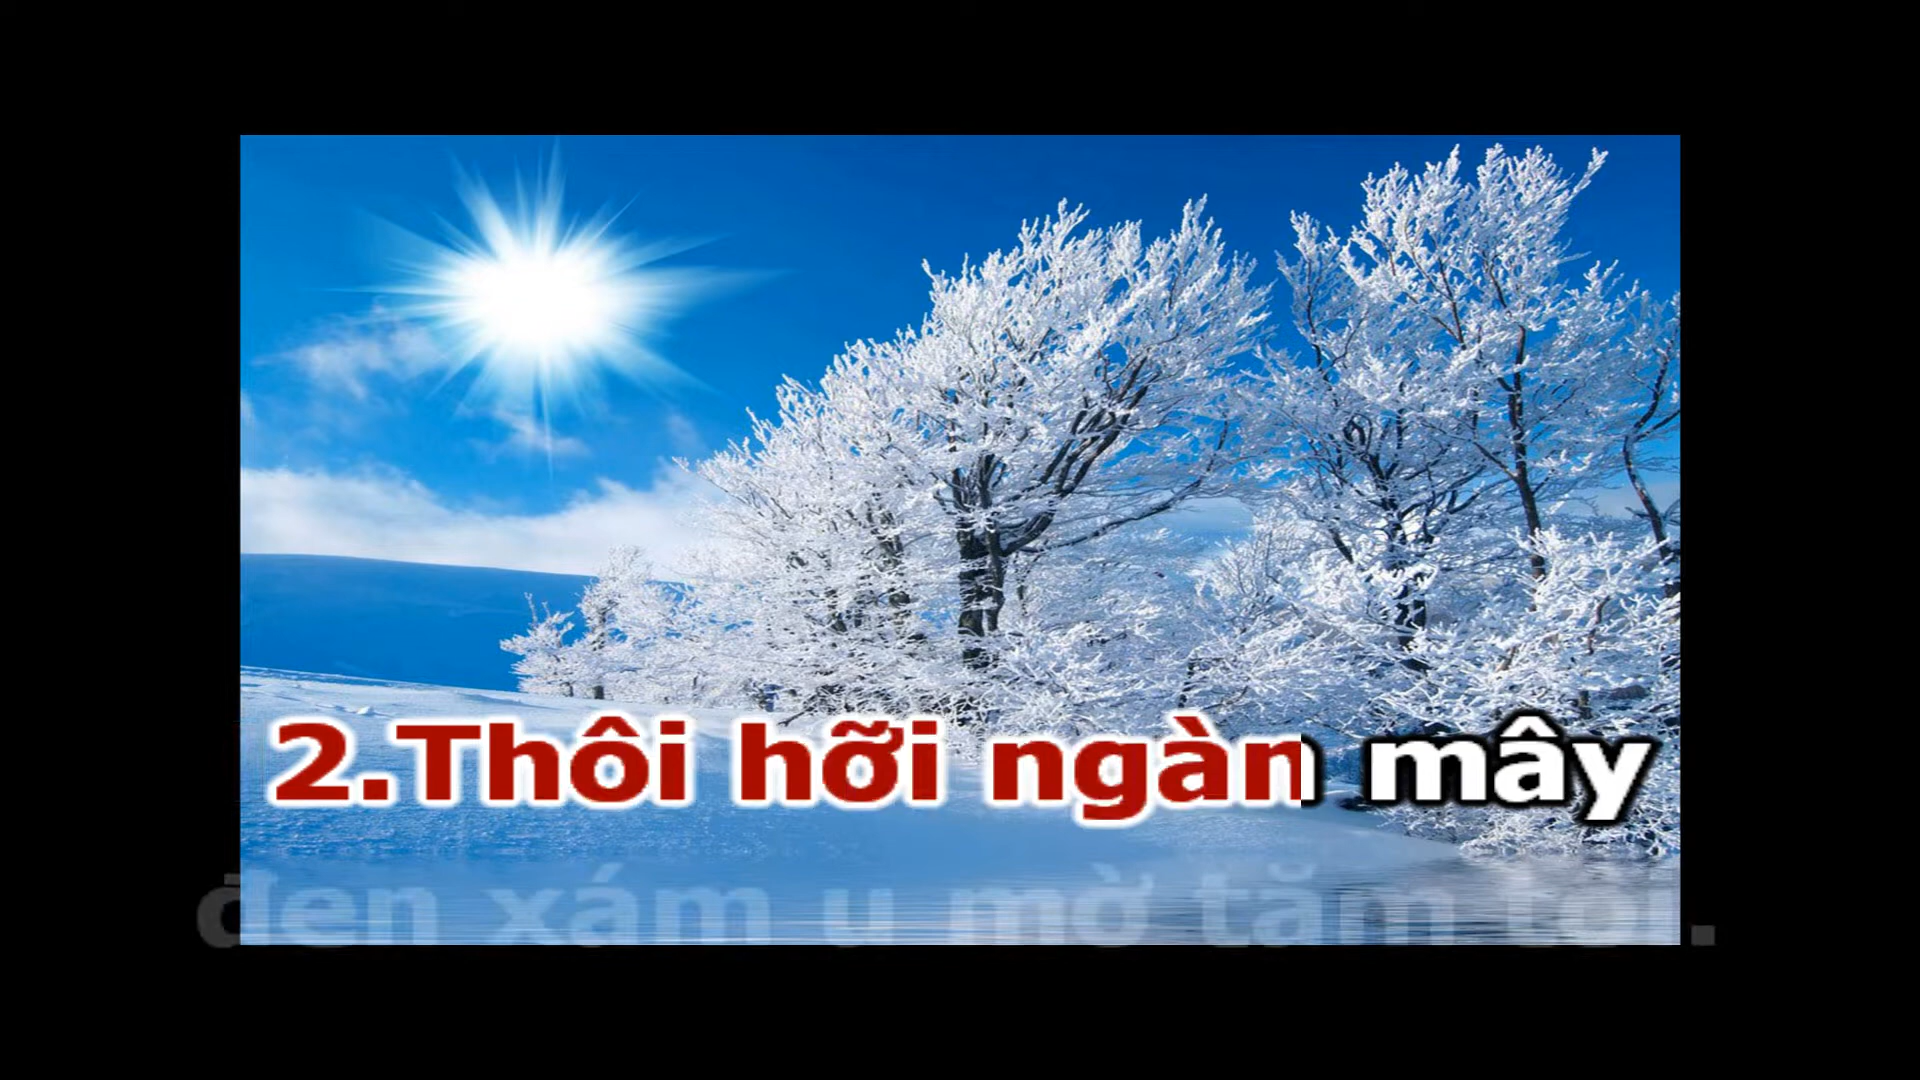 2.Thôi hỡi ngàn mây
đen xám u mờ tăm tối.